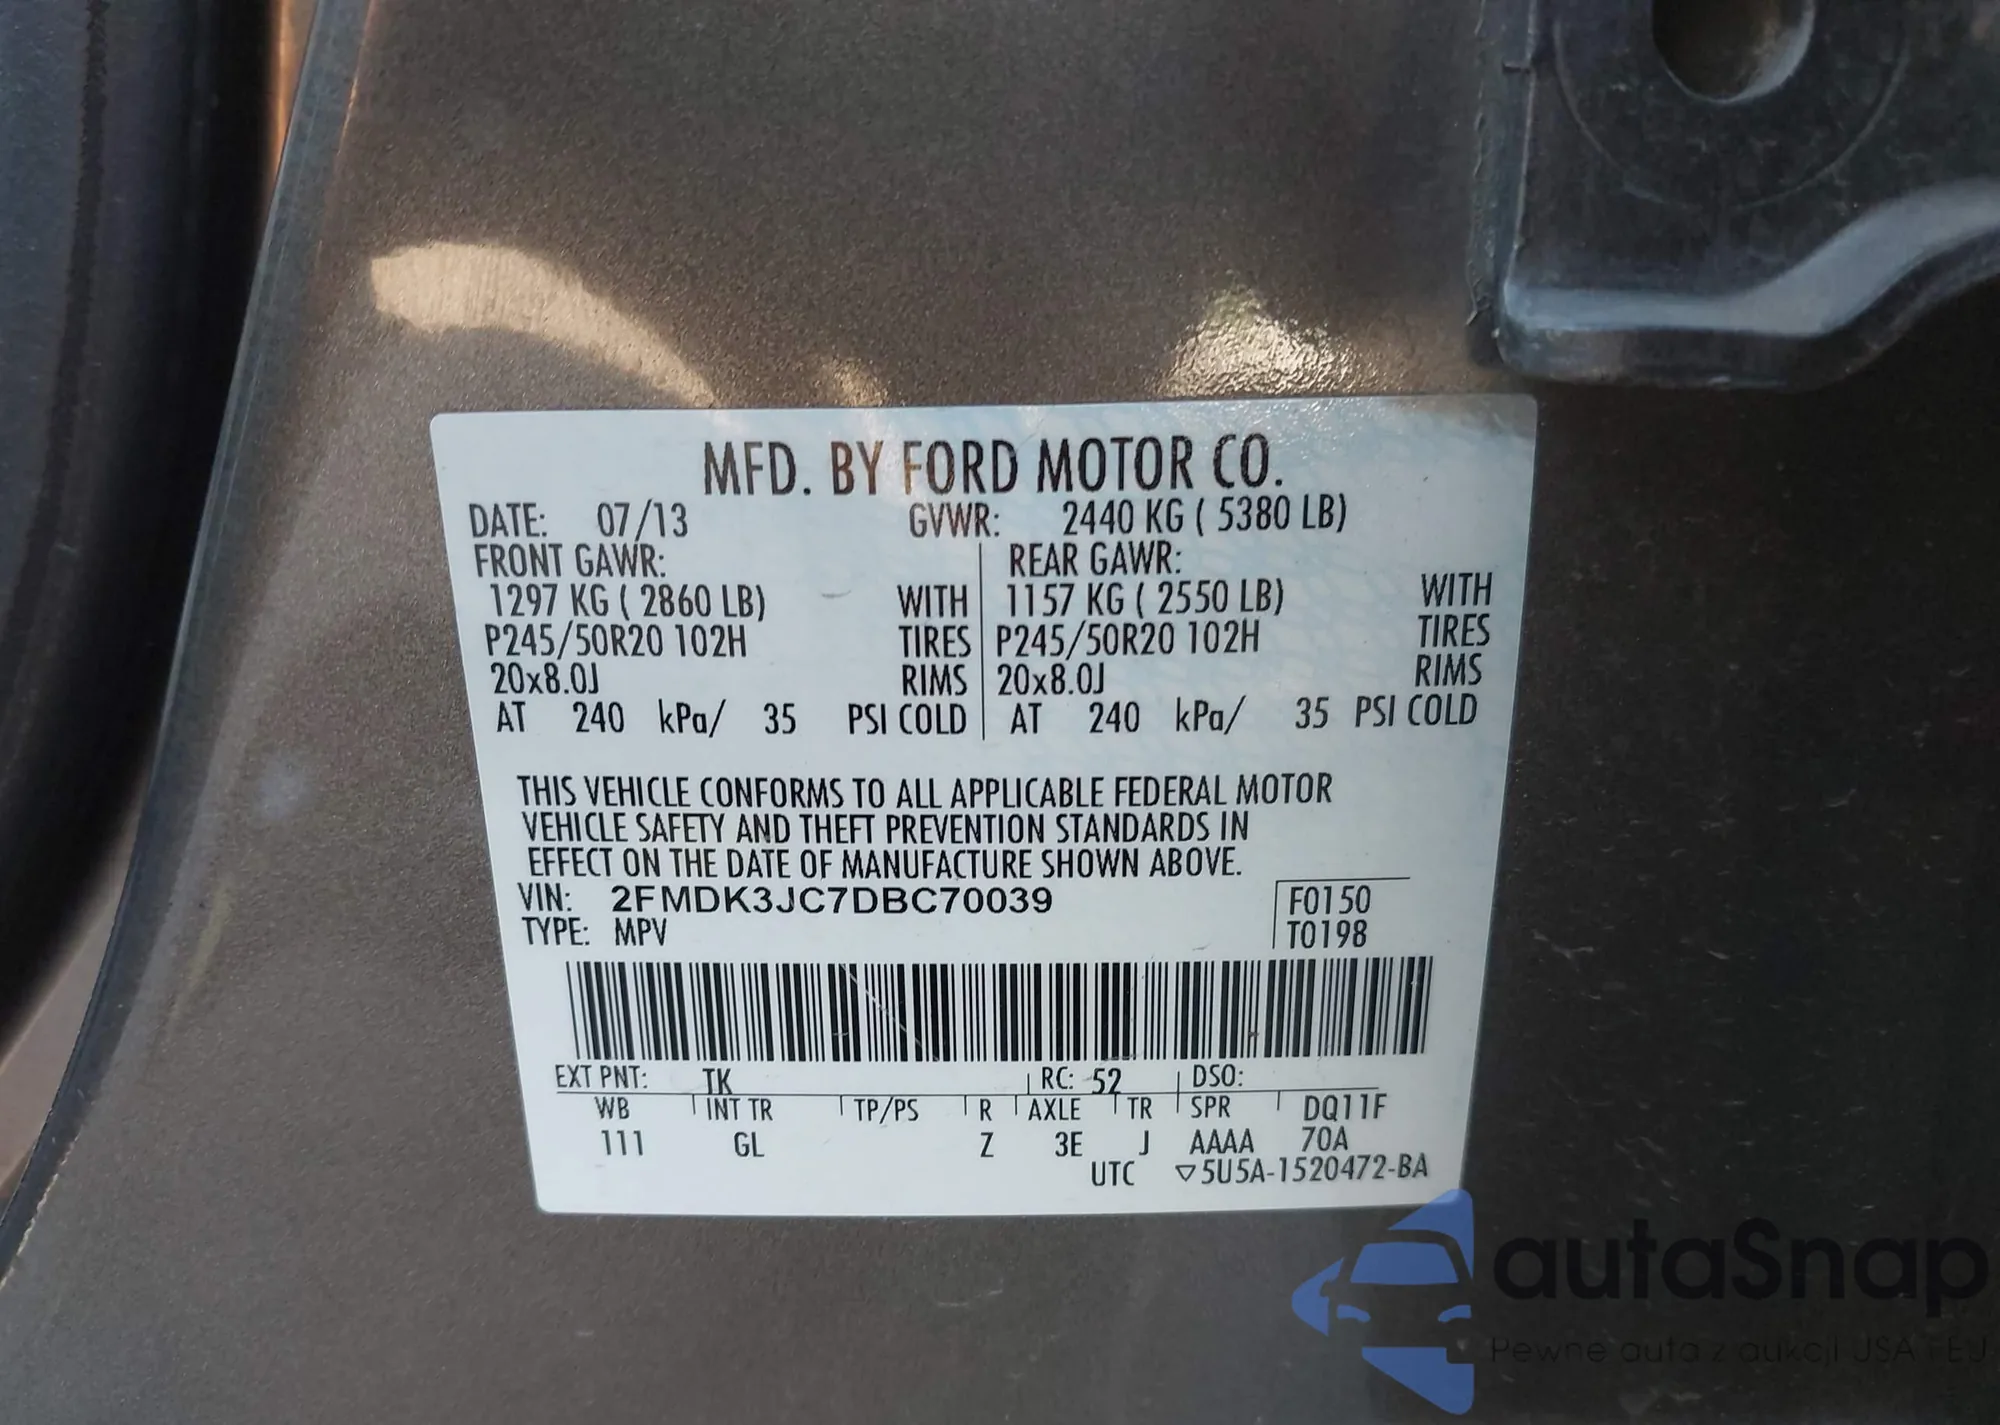 MFD. BY FORD MOTOR CO.
DATE: 07/13 GVWR: 2440 KG ( 5380 LB)
FRONT GAWR: REAR GAWR:
1297 KG ( 2860 LB) WITH 1157 KG ( 2550 LB) WITH
P245/50R20 102H TIRES P245/50R20 102H TIRES
20x8.0J RIMS 20x8.0J RIMS
AT 240 kPa/ 35 PSI COLD AT 240 kPa/ 35 PSI COLD
THIS VEHICLE CONFORMS TO ALL APPLICABLE FEDERAL MOTOR
VEHICLE SAFETY AND THEFT PREVENTION STANDARDS IN
EFFECT ON THE DATE OF MANUFACTURE SHOWN ABOVE.
VIN: 2FMDK3JC7DBC70039 F0150
TYPE: MPV T0198
EXT PNT: TK RC: 52 DSO:
WB INT TR TP/PS R AXLE TR SPR DQ11F
111 GL Z 3E J AAAA 70A
UTC ▽5U5A-1520472-BA
autaSnap
Pewne auta z aukcji USA i EU